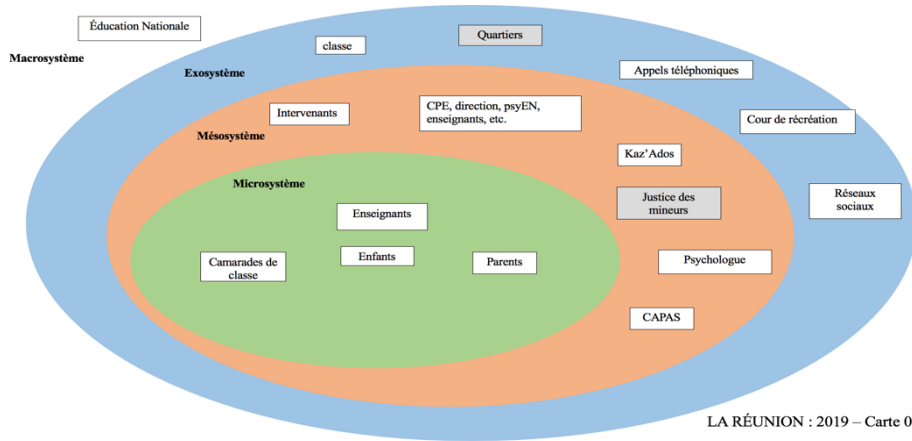 Éducation Nationale
Macrosystème
classe
Quartiers
Exosystème
Appels téléphoniques
Intervenants
CPE, direction, psyEN,
enseignants, etc.
Cour de récréation
Mésosystème
Kaz'Ados
Microsystème
Justice des
mineurs
Réseaux
sociaux
Enseignants
Camarades de
classe
Enfants
Parents
Psychologue
CAPAS
LA RÉUNION : 2019 – Carte 0